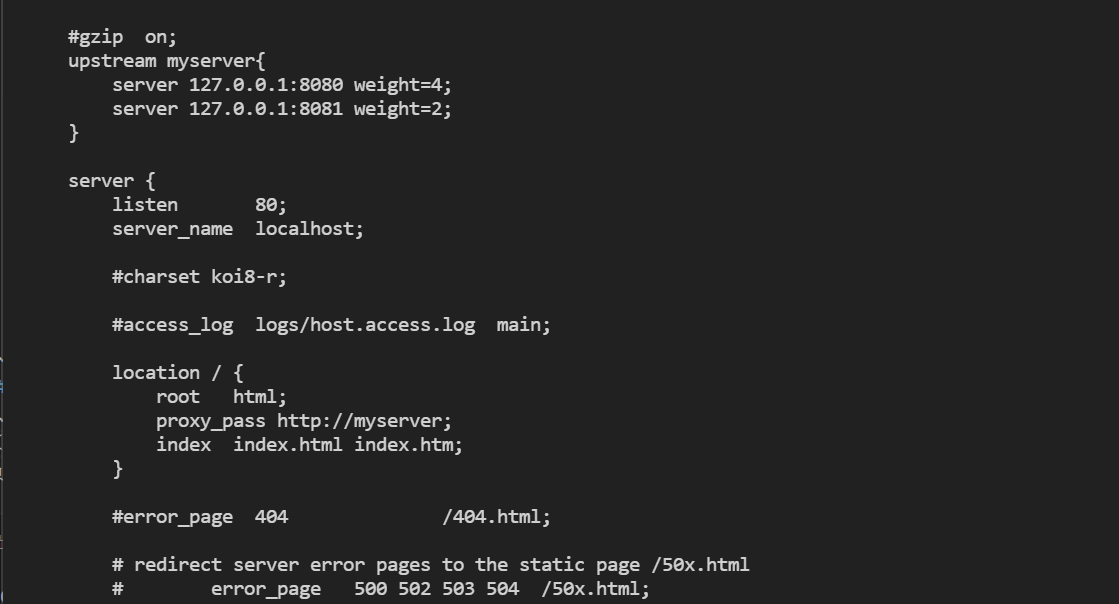 #gzip  on;
upstream myserver{
    server 127.0.0.1:8080 weight=4;
    server 127.0.0.1:8081 weight=2;
}
server {
    listen       80;
    server_name  localhost;
    #charset koi8-r;
    #access_log  logs/host.access.log  main;
    location / {
        root   html;
        proxy_pass http://myserver;
        index  index.html index.htm;
    }
    #error_page  404              /404.html;
    # redirect server error pages to the static page /50x.html
    #        error_page   500 502 503 504  /50x.html;